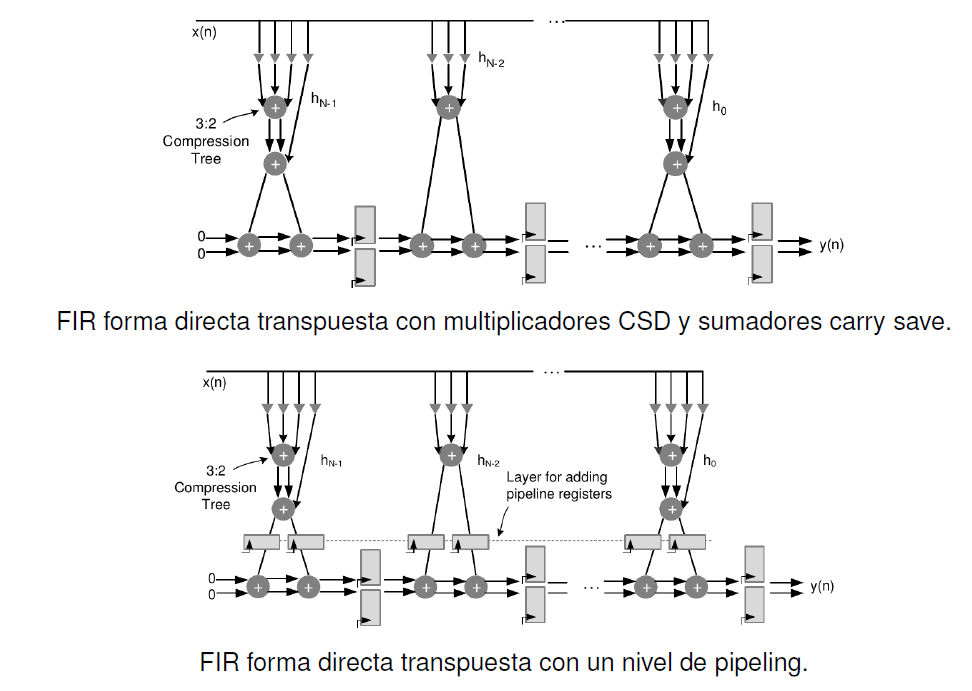 x(n)
...
h_{N-2}
h_{N-1}
h_0
3:2
Compression
Tree
+
+
+
+
+
0
0
+
+
+
+
...
+
+
y(n)
FIR forma directa transpuesta con multiplicadores CSD y sumadores carry save.
x(n)
...
h_{N-1}
h_{N-2}
h_0
3:2
Compression
Tree
+
+
+
+
+
Layer for adding
pipeline registers
0
0
+
+
+
+
...
+
+
y(n)
FIR forma directa transpuesta con un nivel de pipeling.